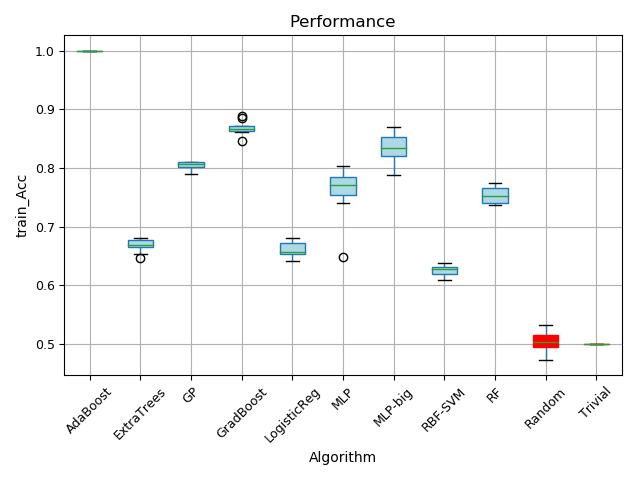 Performance
train_Acc
1.0
0.9
0.8
0.7
0.6
0.5
AdaBoost
ExtraTrees
GP
GradBoost
LogisticReg
MLP
MLP-big
RBF-SVM
RF
Random
Trivial
Algorithm